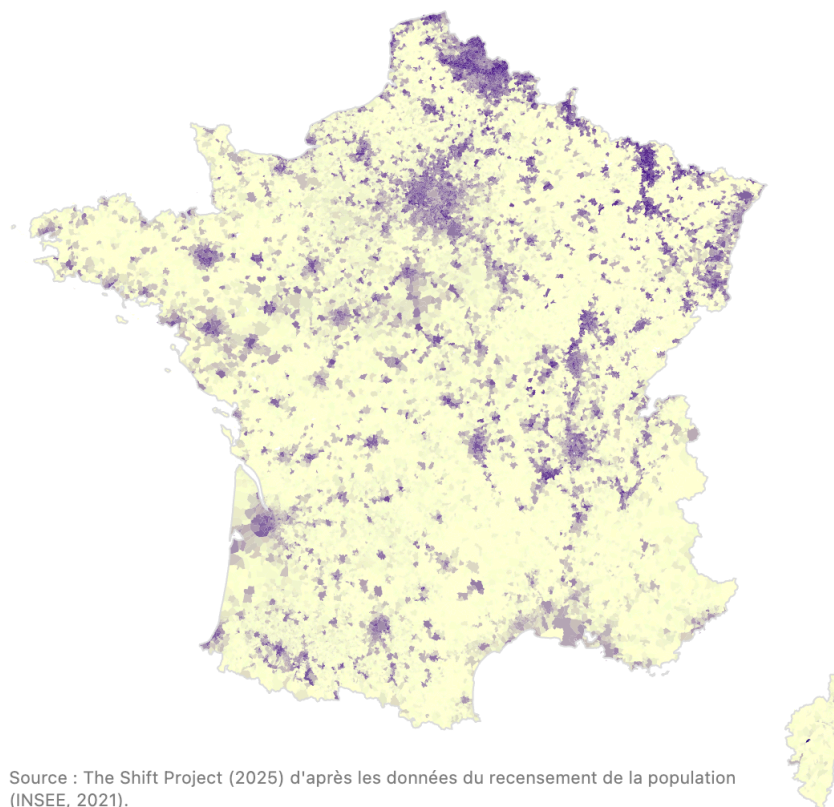 Source : The Shift Project (2025) d'après les données du recensement de la population
(INSEE, 2021).